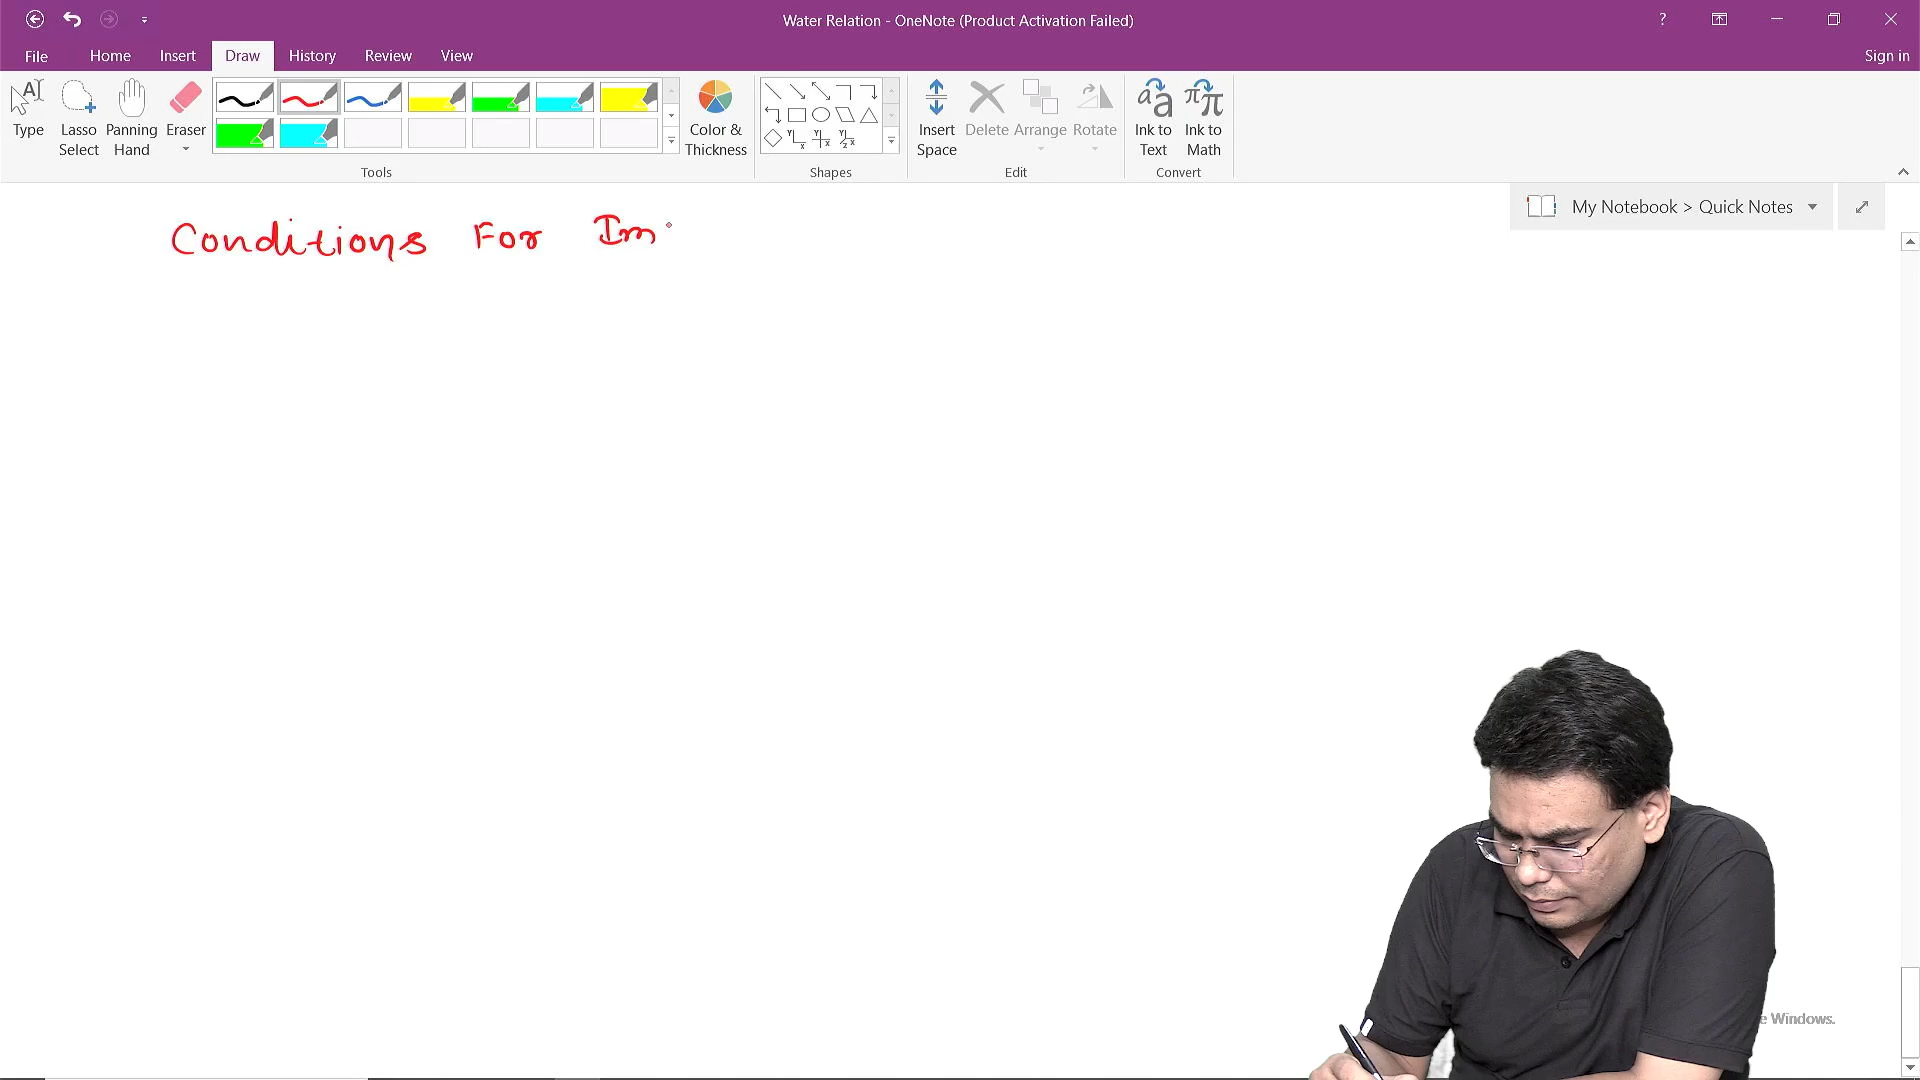 Water Relation - OneNote (Product Activation Failed)
?
File Home Insert Draw History Review View
Sign in
Type
Lasso Select
Panning Hand
Eraser
Color & Thickness
Insert Space
Delete
Arrange
Rotate
Ink to Text
Ink to Math
Tools
Shapes
Edit
Convert
My Notebook > Quick Notes
Conditions For Im
e Windows.